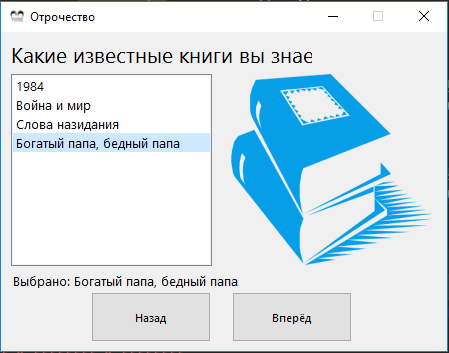 Отрочество
Какие известные книги вы знае
1984
Война и мир
Слова назидания
Богатый папа, бедный папа
Выбрано: Богатый папа, бедный папа
Назад
Вперёд